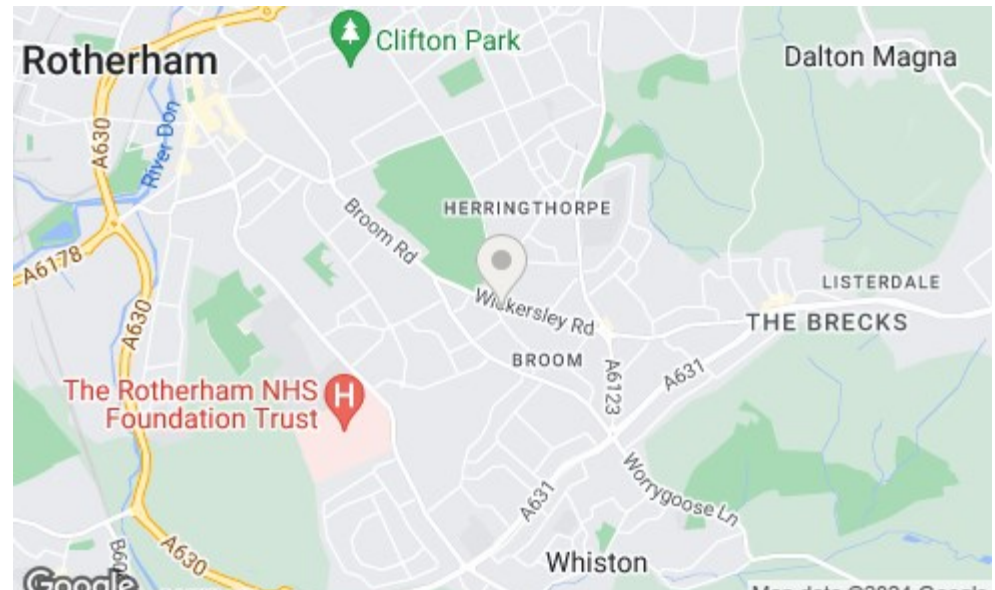 Rotherham
Clifton Park
Dalton Magna
A630
River Don
HERRINGTHORPE
Broom Rd
A6178
Wickersley Rd
LISTERDALE
THE BRECKS
A630
BROOM
A6123
A631
The Rotherham NHS
Foundation Trust
A631
Worrygoose Ln
A630
Whiston
Google